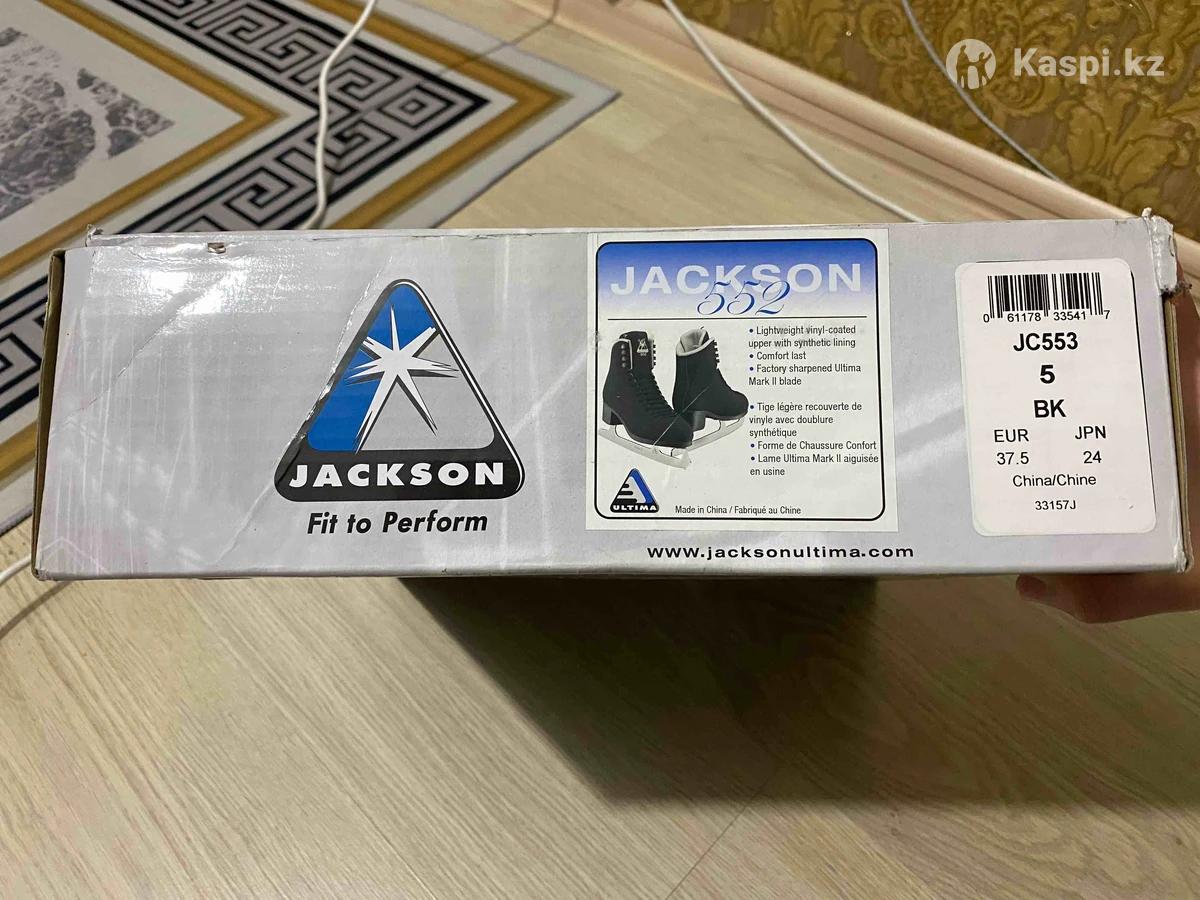 Kaspi.kz
JACKSON
Fit to Perform
JACKSON
552
• Lightweight vinyl-coated
upper with synthetic lining
• Comfort last
• Factory sharpened Ultima
Mark II blade
• Tige légère recouverte de
vinyle avec doublure
synthétique
• Forme de Chaussure Confort
• Lame Ultima Mark II aiguisée
en usine
ULTIMA
Made in China / Fabriqué au Chine
www.jacksonultima.com
0 61178 33541 7
JC553
5
BK
EUR JPN
37.5 24
China/Chine
33157J